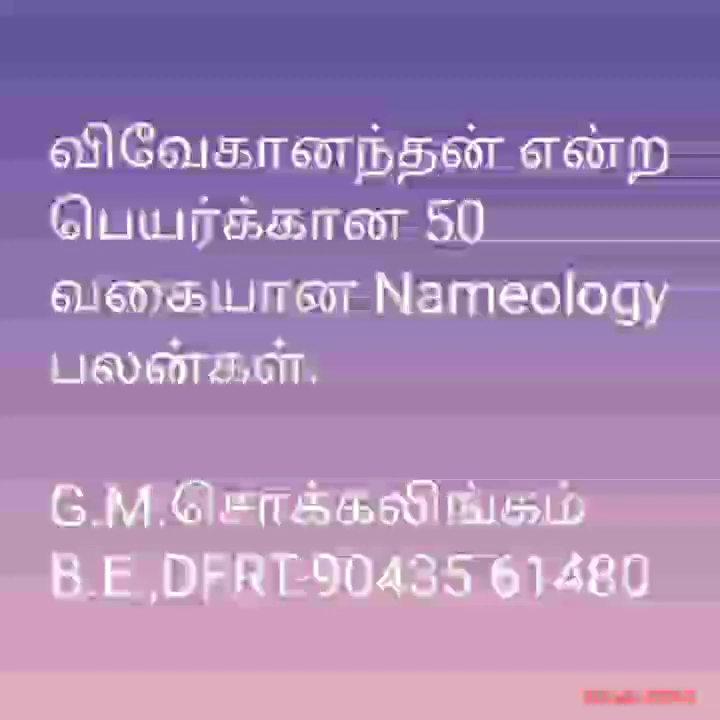 விவேகானந்தன் என்ற
பெயர்க்கான 50
வகையான Nameology
பலன்கள்.
G.M.சொக்கலிங்கம்
B.E.,DFRT-90435 61480